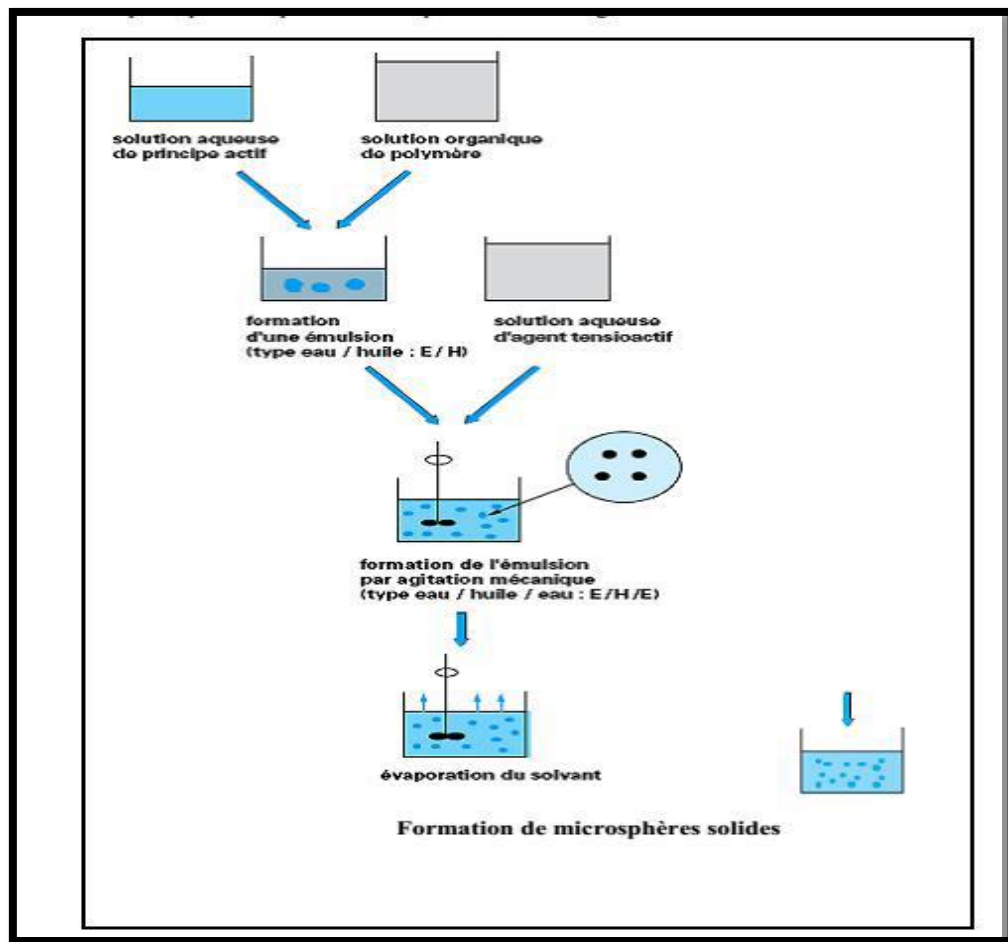 solution aqueuse
de principe actif
solution organique
de polymère
formation
d'une émulsion
(type eau / huile : E / H)
solution aqueuse
d'agent tensioactif
formation de l'émulsion
par agitation mécanique
(type eau / huile / eau : E /H /E)
évaporation du solvant
Formation de microsphères solides